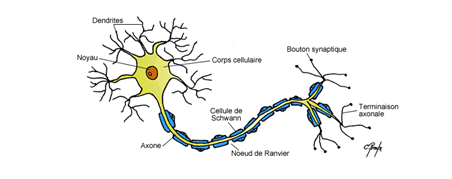 Dendrites
Noyau
Corps cellulaire
Bouton synaptique
Cellule de
Schwann
Terminaison
axonale
Axone
Noeud de Ranvier